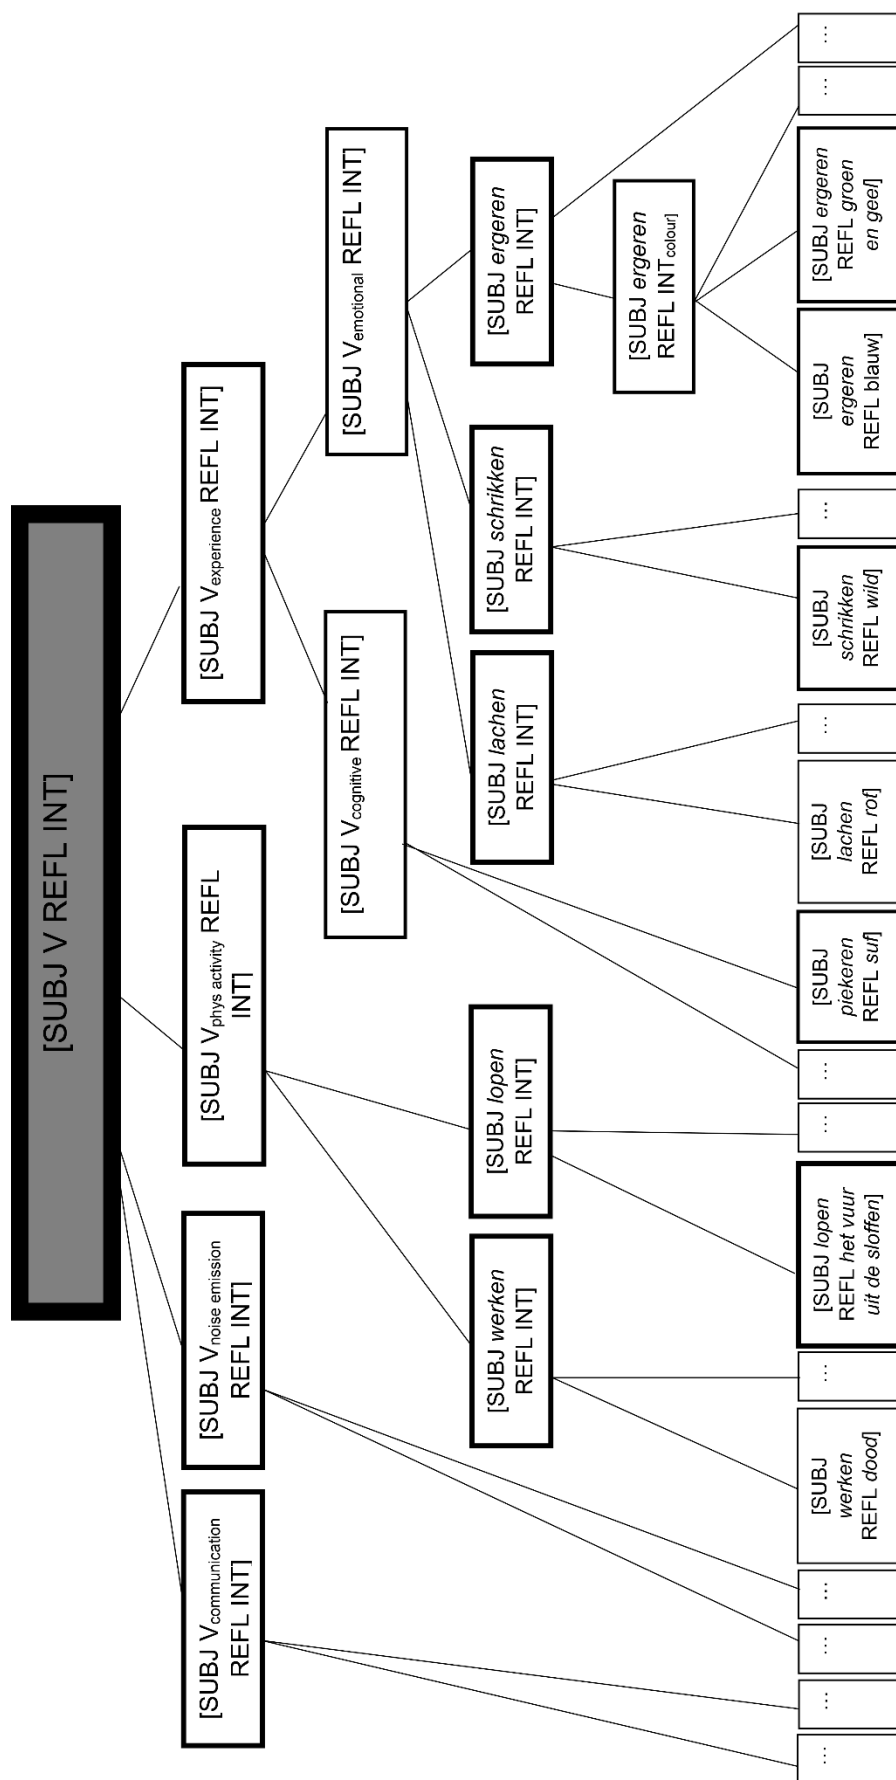 [SUBJ V REFL INT]
[SUBJ Vcommunication
REFL INT]
[SUBJ Vnoise emission
REFL INT]
[SUBJ Vphys activity REFL
INT]
[SUBJ Vexperience REFL INT]
[SUBJ Vcognitive REFL INT]
[SUBJ Vemotional REFL INT]
[SUBJ werken
REFL INT]
[SUBJ lopen
REFL INT]
[SUBJ lachen
REFL INT]
[SUBJ schrikken
REFL INT]
[SUBJ ergeren
REFL INT]
[SUBJ ergeren
REFL INTcolour]
…
…
…
…
[SUBJ
werken
REFL dood]
…
[SUBJ lopen
REFL het vuur
uit de sloffen]
…
…
[SUBJ
piekeren
REFL suf]
[SUBJ
lachen
REFL rot]
…
[SUBJ
schrikken
REFL wild]
…
[SUBJ
ergeren
REFL blauw]
[SUBJ ergeren
REFL groen
en geel]
…
…